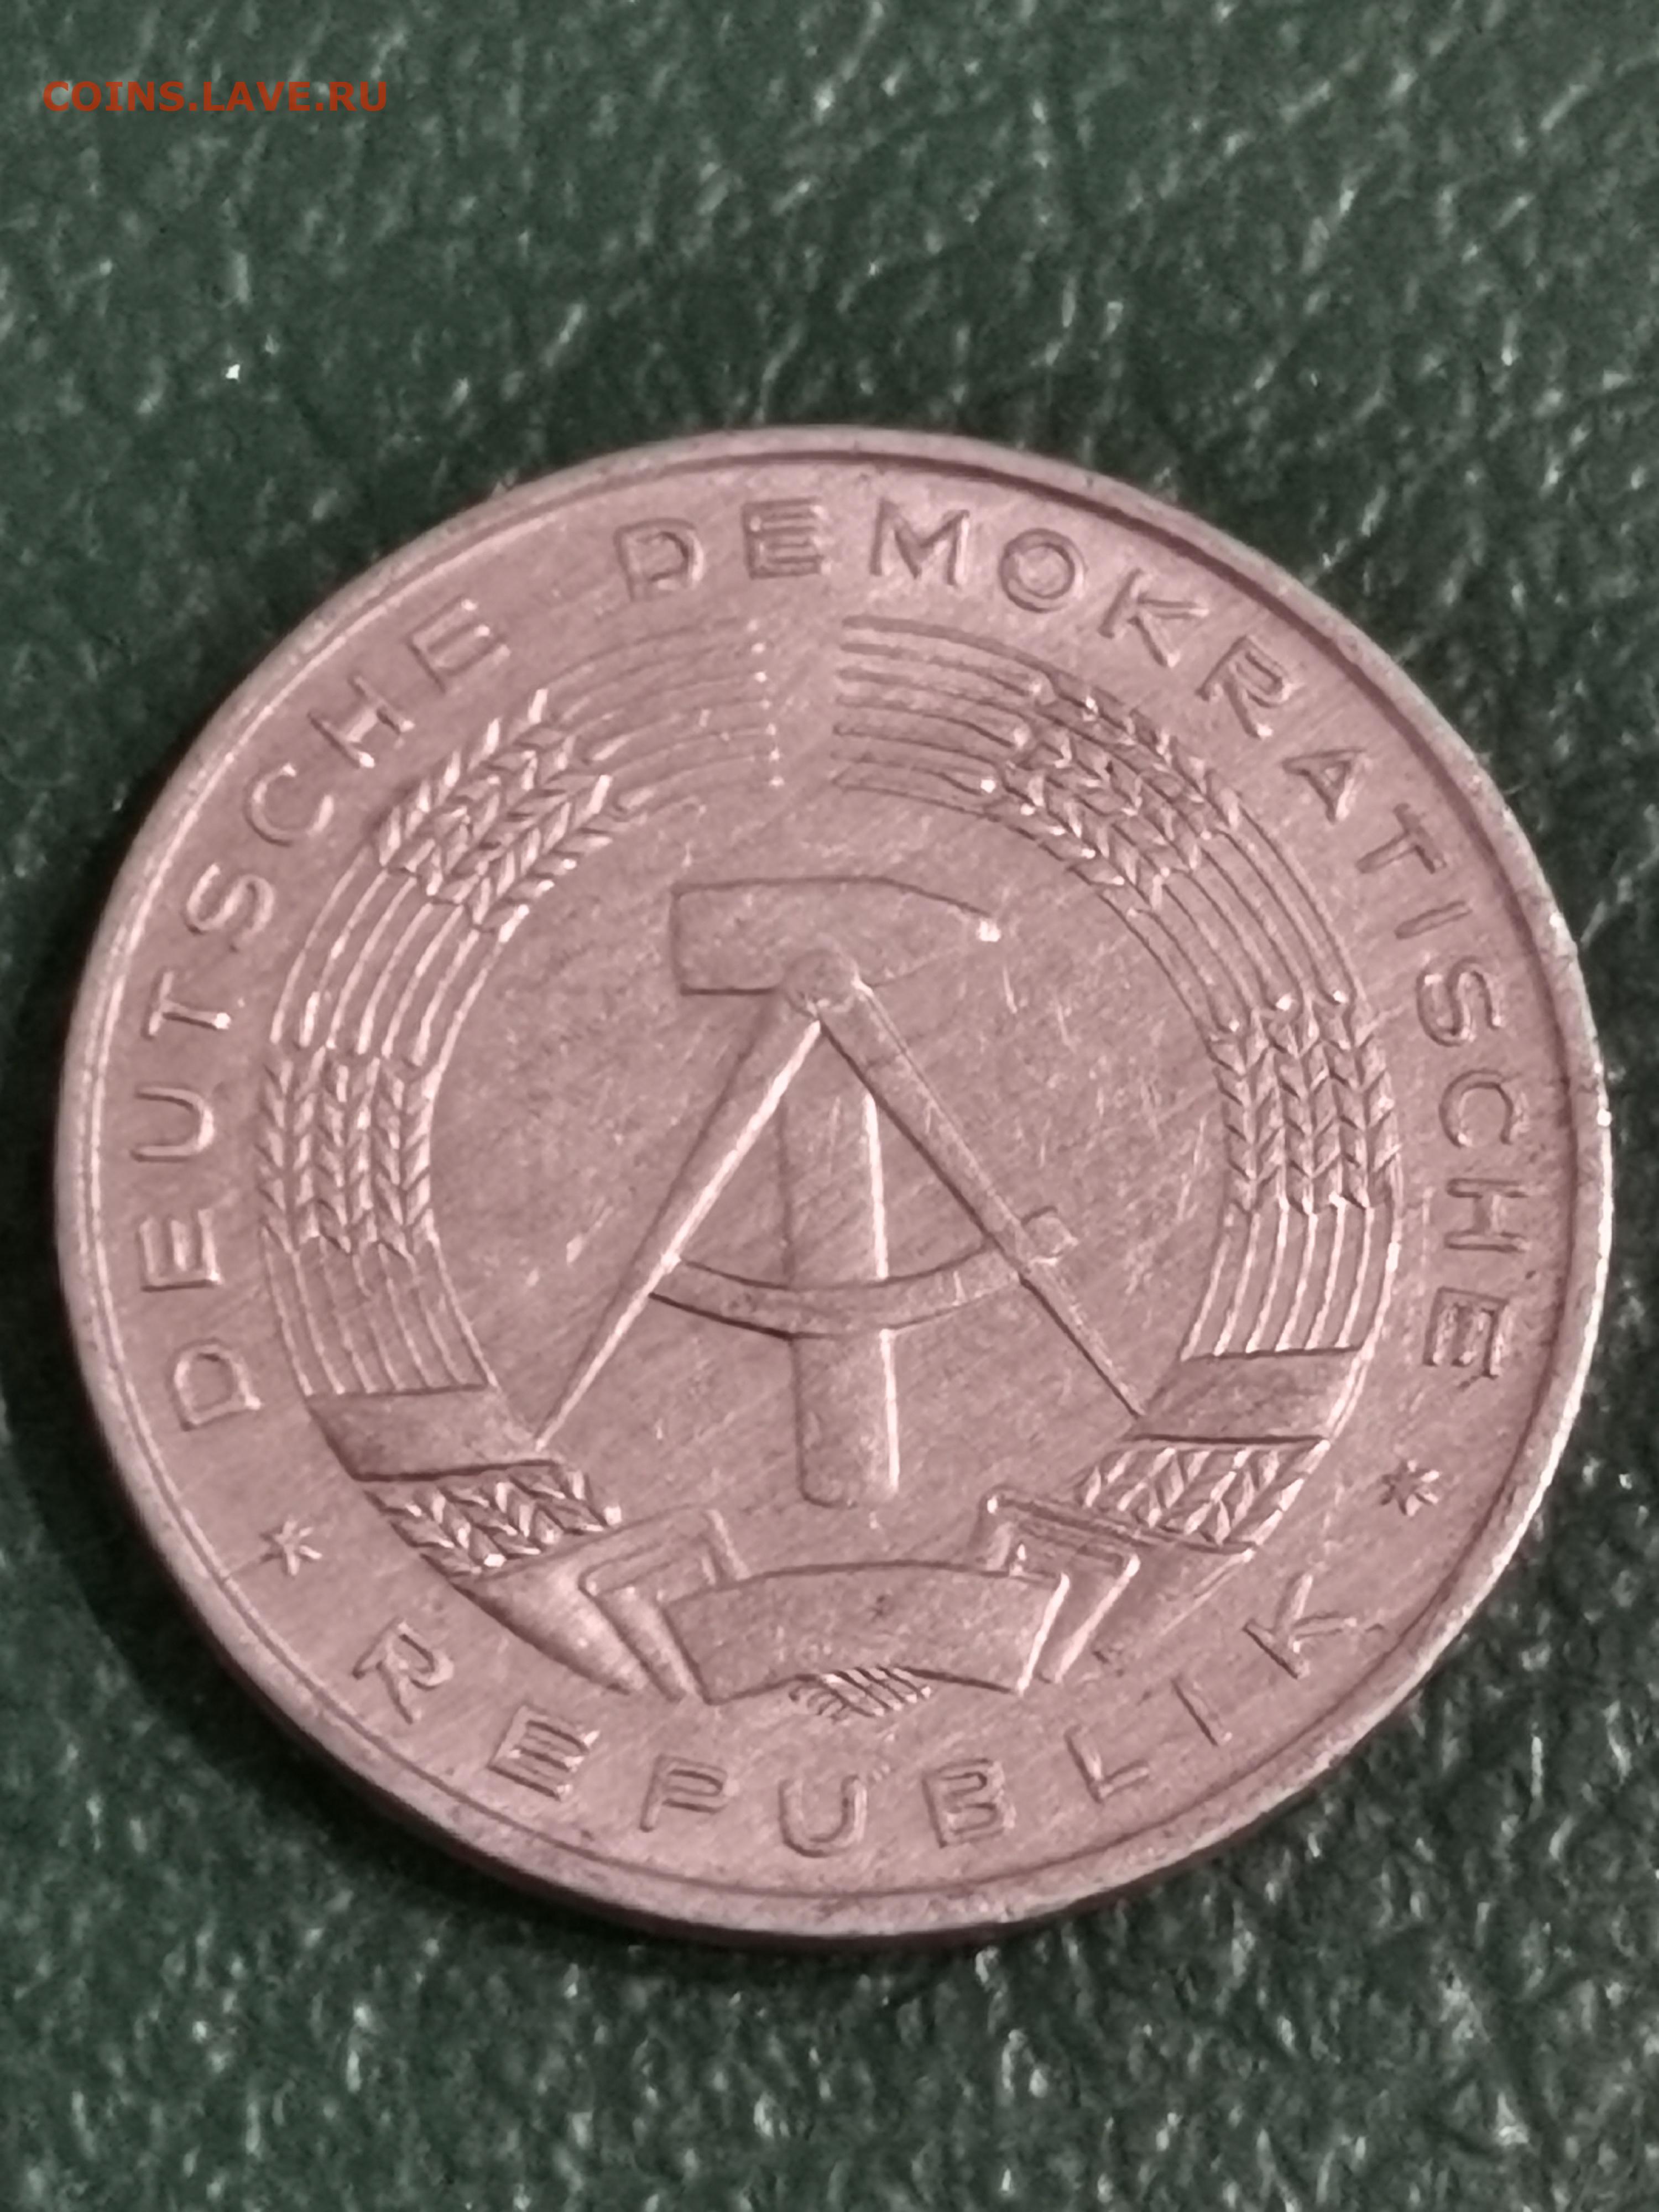 COINS.LAVE.RU
DEUTSCHE DEMOKRATISCHE
* REPUBLIK *